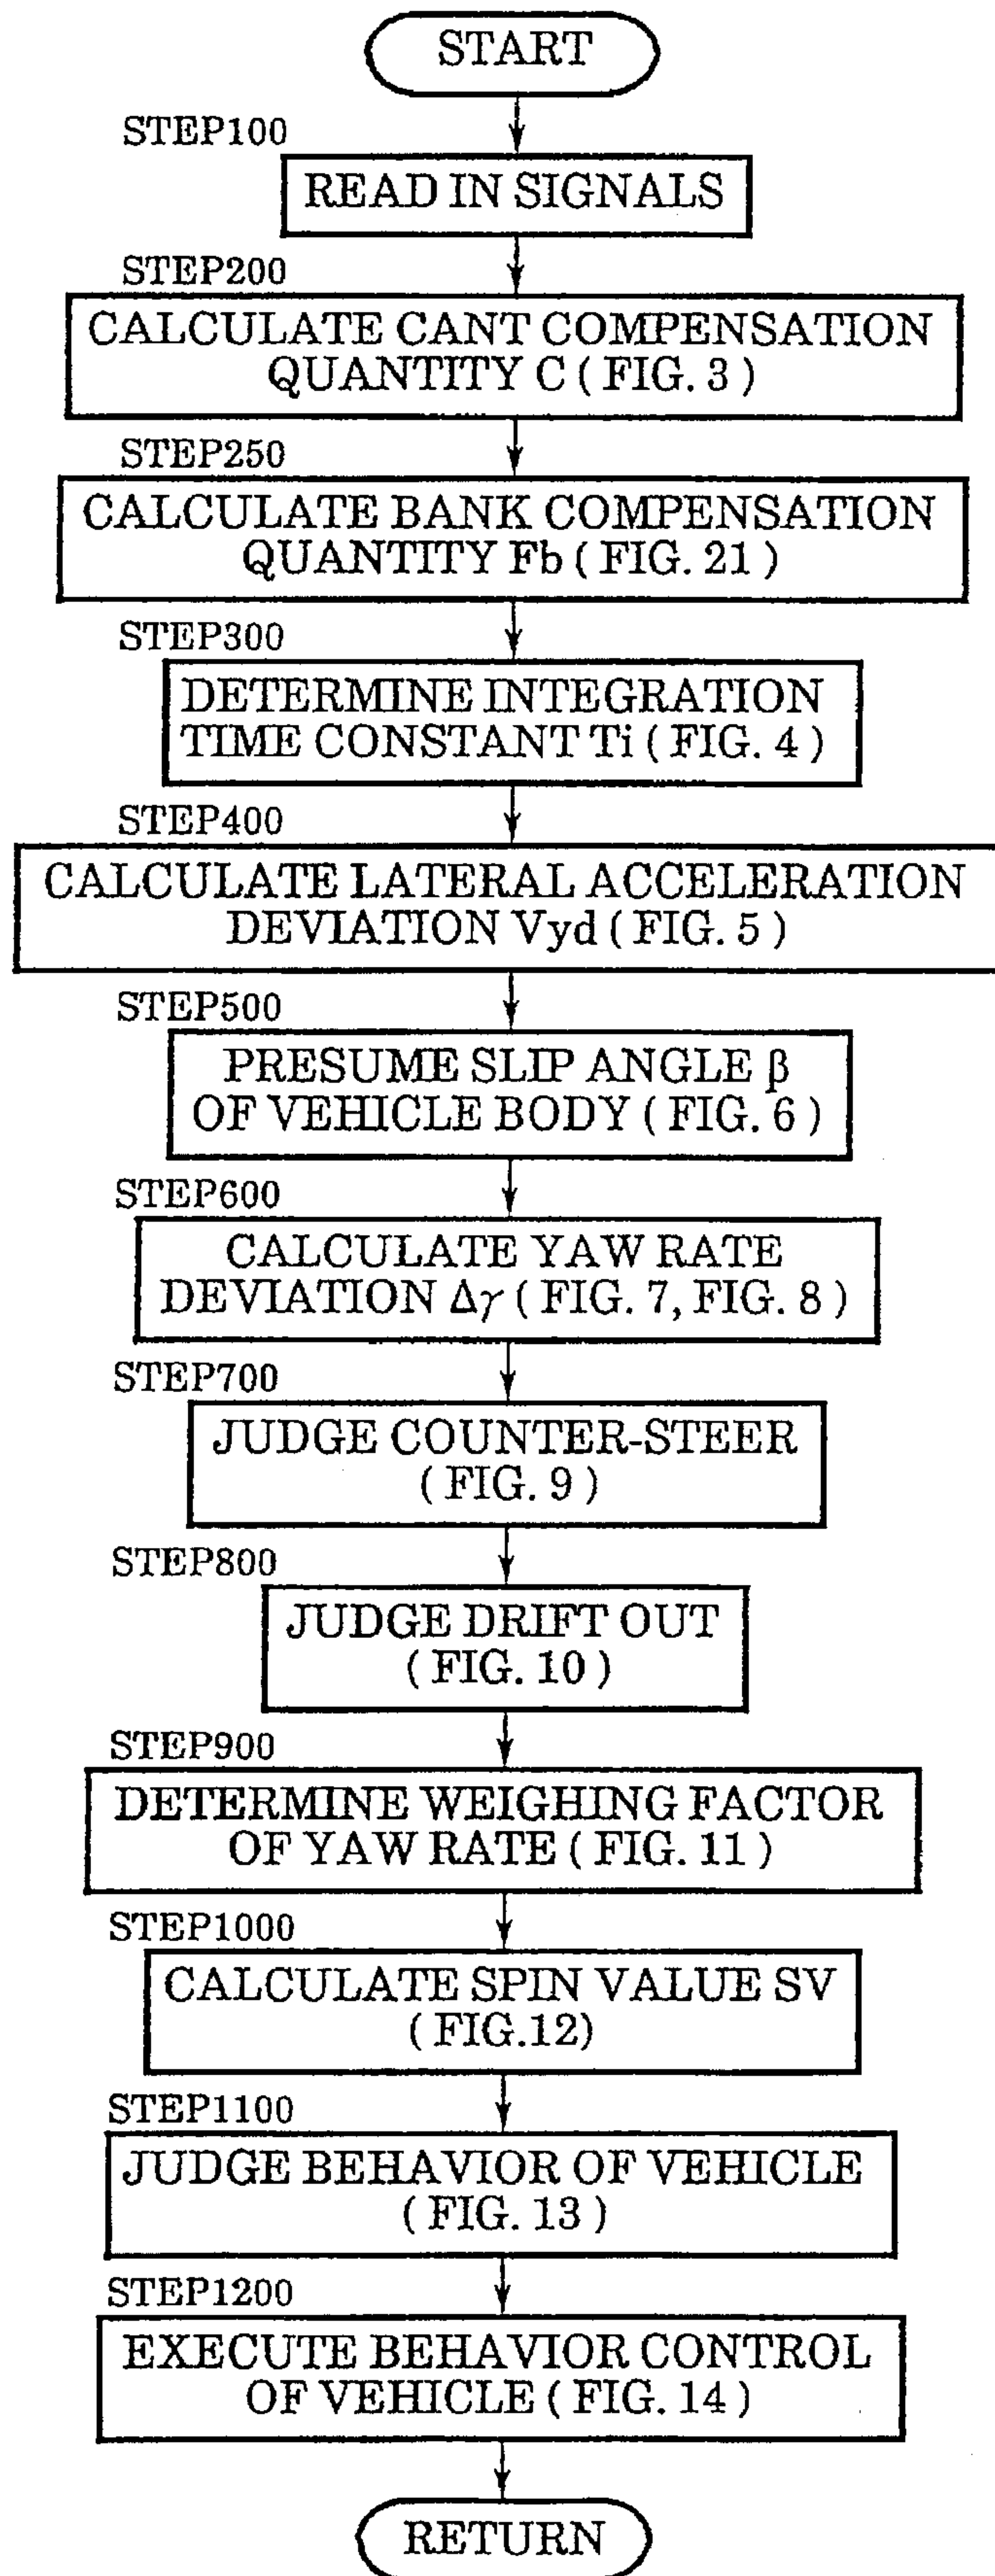 START
STEP100
READ IN SIGNALS
STEP200
CALCULATE CANT COMPENSATION
QUANTITY C ( FIG. 3 )
STEP250
CALCULATE BANK COMPENSATION
QUANTITY Fb ( FIG. 21 )
STEP300
DETERMINE INTEGRATION
TIME CONSTANT Ti ( FIG. 4 )
STEP400
CALCULATE LATERAL ACCELERATION
DEVIATION Vyd ( FIG. 5 )
STEP500
PRESUME SLIP ANGLE β
OF VEHICLE BODY ( FIG. 6 )
STEP600
CALCULATE YAW RATE
DEVIATION Δγ ( FIG. 7, FIG. 8 )
STEP700
JUDGE COUNTER-STEER
( FIG. 9 )
STEP800
JUDGE DRIFT OUT
( FIG. 10 )
STEP900
DETERMINE WEIGHING FACTOR
OF YAW RATE ( FIG. 11 )
STEP1000
CALCULATE SPIN VALUE SV
( FIG.12)
STEP1100
JUDGE BEHAVIOR OF VEHICLE
( FIG. 13 )
STEP1200
EXECUTE BEHAVIOR CONTROL
OF VEHICLE ( FIG. 14 )
RETURN